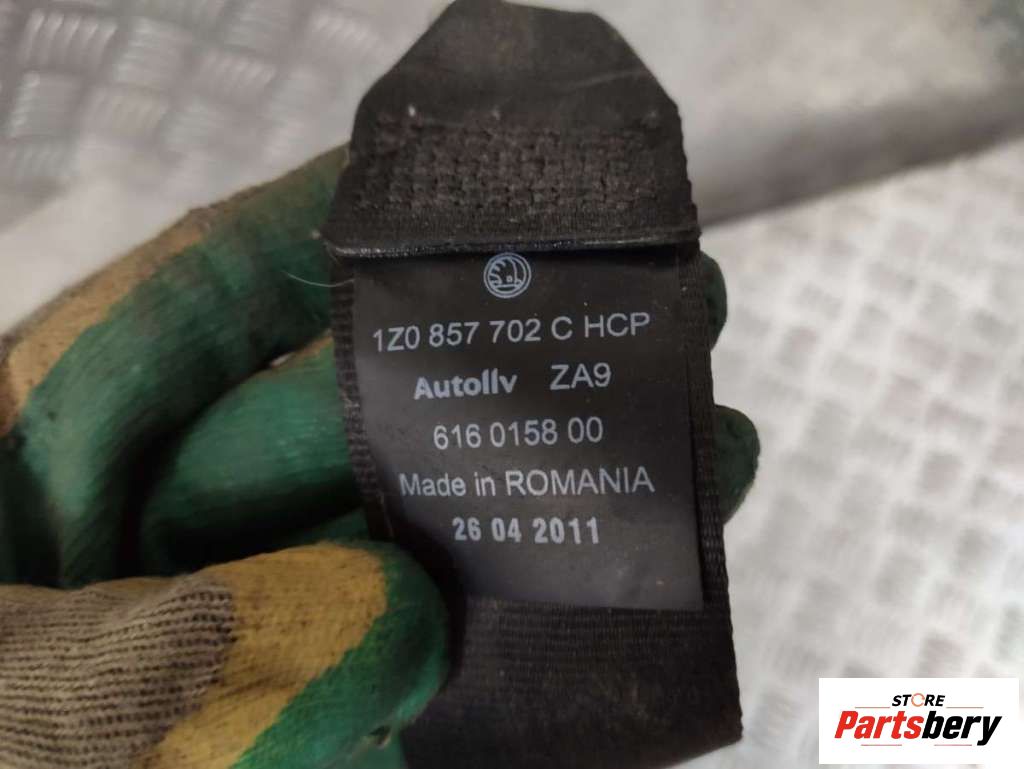 1Z0 857 702 C HCP
Autoliv ZA9
616 0158 00
Made in ROMANIA
26 04 2011
STORE
Partsbery